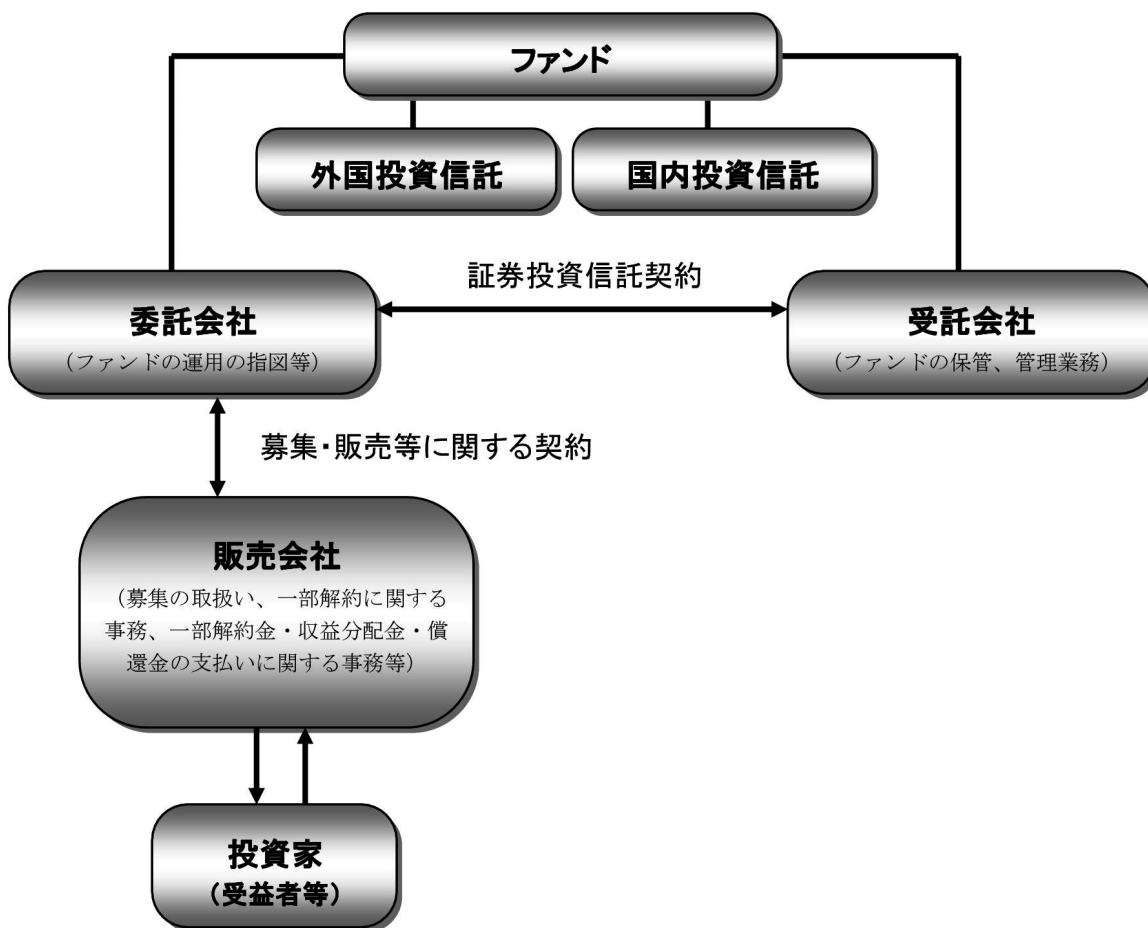 ファンド
外国投資信託
国内投資信託
証券投資信託契約
委託会社
（ファンドの運用の指図等）
受託会社
（ファンドの保管、管理業務）
募集・販売等に関する契約
販売会社
（募集の取扱い、一部解約に関する
事務、一部解約金・収益分配金・償
還金の支払いに関する事務等）
投資家
（受益者等）